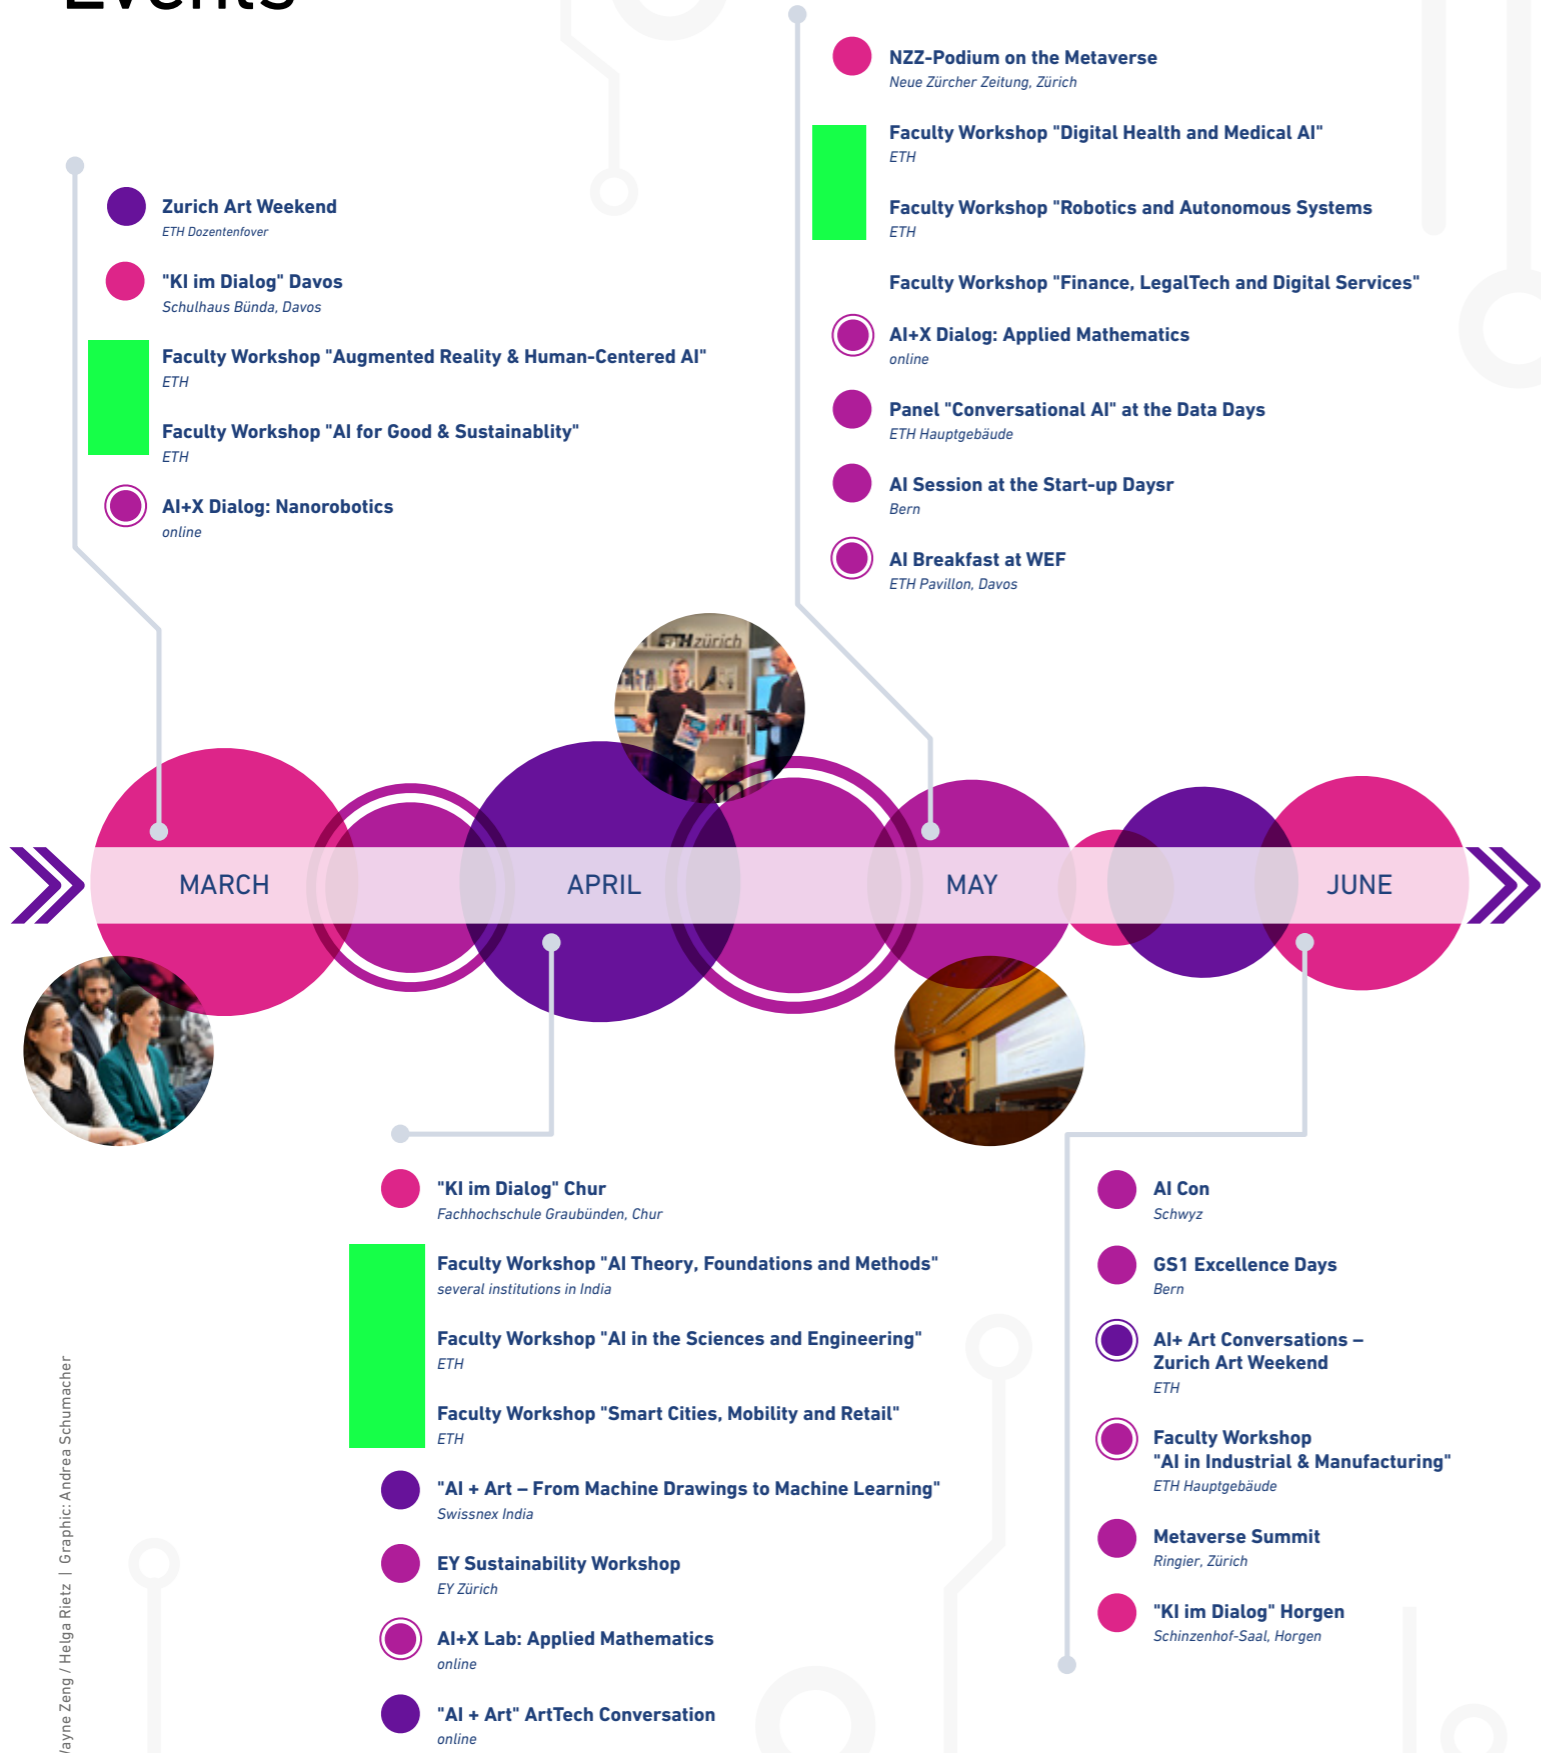 Events
Zurich Art Weekend
ETH Dozentenfover
"KI im Dialog" Davos
Schulhaus Bünda, Davos
Faculty Workshop "Augmented Reality & Human-Centered AI"
ETH
Faculty Workshop "AI for Good & Sustainablity"
ETH
AI+X Dialog: Nanorobotics
online
NZZ-Podium on the Metaverse
Neue Zürcher Zeitung, Zürich
Faculty Workshop "Digital Health and Medical AI"
ETH
Faculty Workshop "Robotics and Autonomous Systems
ETH
Faculty Workshop "Finance, LegalTech and Digital Services"
AI+X Dialog: Applied Mathematics
online
Panel "Conversational AI" at the Data Days
ETH Hauptgebäude
AI Session at the Start-up Daysr
Bern
AI Breakfast at WEF
ETH Pavillon, Davos
ETH zürich
MARCH
APRIL
MAY
JUNE
"KI im Dialog" Chur
Fachhochschule Graubünden, Chur
Faculty Workshop "AI Theory, Foundations and Methods"
several institutions in India
Faculty Workshop "AI in the Sciences and Engineering"
ETH
Faculty Workshop "Smart Cities, Mobility and Retail"
ETH
"AI + Art – From Machine Drawings to Machine Learning"
Swissnex India
EY Sustainability Workshop
EY Zürich
AI+X Lab: Applied Mathematics
online
"AI + Art" ArtTech Conversation
online
AI Con
Schwyz
GS1 Excellence Days
Bern
AI+ Art Conversations –
Zurich Art Weekend
ETH
Faculty Workshop
"AI in Industrial & Manufacturing"
ETH Hauptgebäude
Metaverse Summit
Ringier, Zürich
"KI im Dialog" Horgen
Schinzenhof-Saal, Horgen
Zeng / Helga Rietz | Graphic: Andrea Schumacher